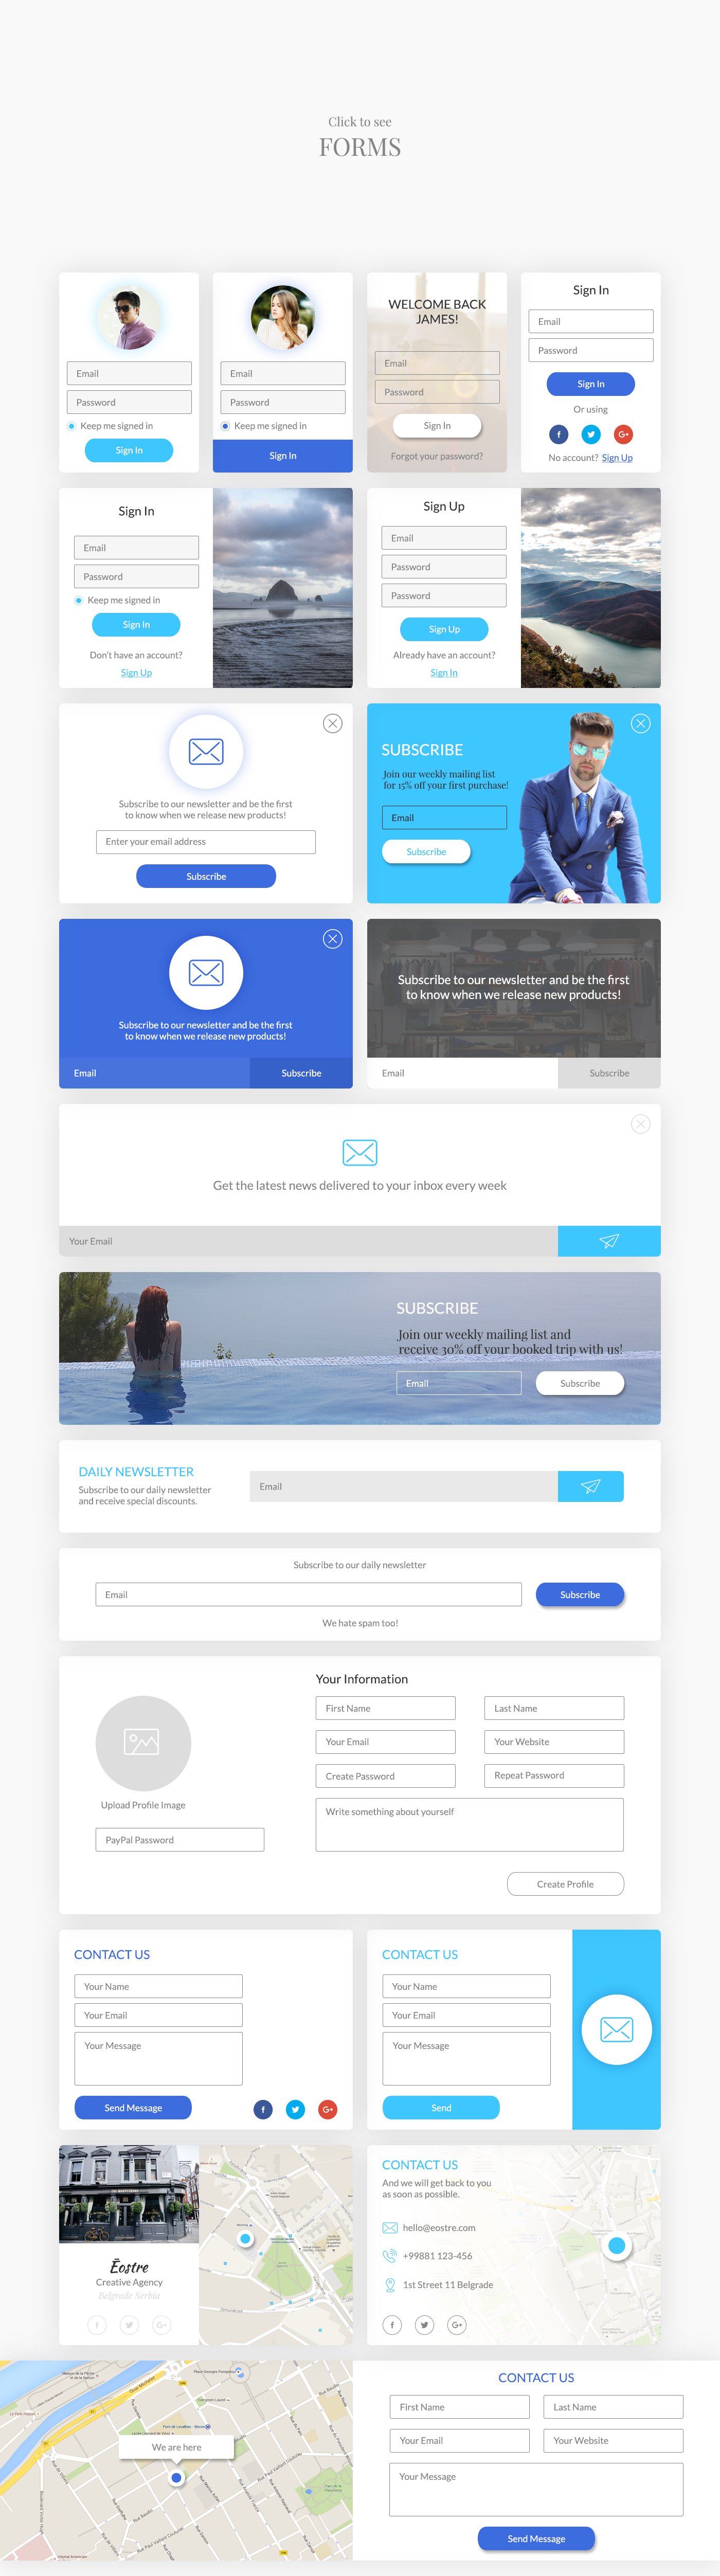 Click to see
FORMS
Email
Password
Keep me signed in
Sign In
Email
Password
Keep me signed in
Sign In
WELCOME BACK
JAMES!
Email
Password
Sign In
Forgot your password?
Sign In
Email
Password
Sign In
Or using
f
G+
No account? Sign Up
Sign In
Email
Password
Keep me signed in
Sign In
Don't have an account?
Sign Up
Sign Up
Email
Password
Password
Sign Up
Already have an account?
Sign In
Subscribe to our newsletter and be the first
to know when we release new products!
Enter your email address
Subscribe
SUBSCRIBE
Join our weekly mailing list
for 15% off your first purchase!
Email
Subscribe
Subscribe to our newsletter and be the first
to know when we release new products!
Email
Subscribe
Subscribe to our newsletter and be the first
to know when we release new products!
Email
Subscribe
Get the latest news delivered to your inbox every week
Your Email
SUBSCRIBE
Join our weekly mailing list and
receive 30% off your booked trip with us!
Email
Subscribe
DAILY NEWSLETTER
Subscribe to our daily newsletter
and receive special discounts.
Email
Subscribe to our daily newsletter
Email
Subscribe
We hate spam too!
Upload Profile Image
PayPal Password
Your Information
First Name
Last Name
Your Email
Your Website
Create Password
Repeat Password
Write something about yourself
Create Profile
CONTACT US
Your Name
Your Email
Your Message
Send Message
f
G+
CONTACT US
Your Name
Your Email
Your Message
Send
Ēostre
Creative Agency
Belgrade Serbia
f
G+
CONTACT US
And we will get back to you
as soon as possible.
hello@eostre.com
+99881 123-456
1st Street 11 Belgrade
f
G+
We are here
CONTACT US
First Name
Last Name
Your Email
Your Website
Your Message
Send Message